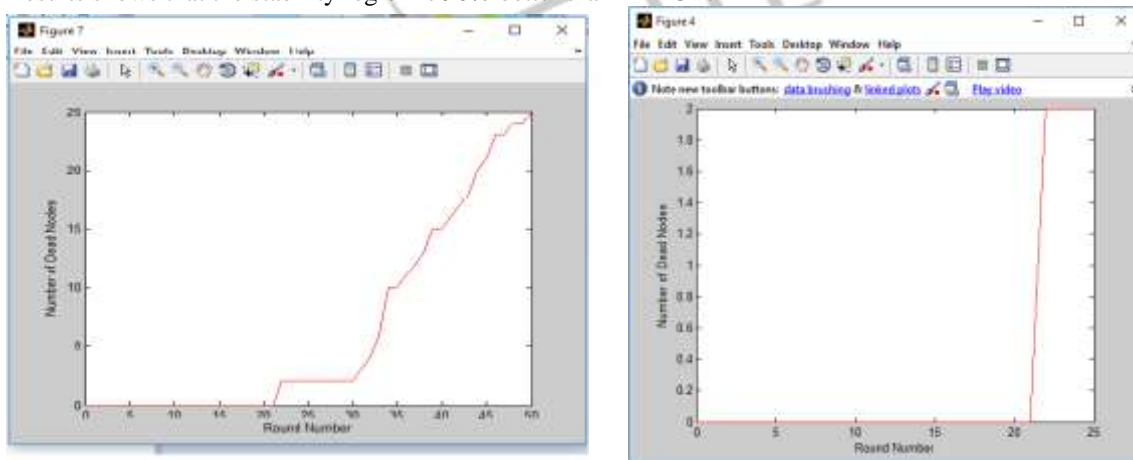 Figure 7
File Edit View Insert Tools Desktop Window Help
25
20
15
10
5
0
Number of Dead Nodes
0 5 10 15 20 25 30 35 40 45 50
Round Number
Figure 4
File Edit View Insert Tools Desktop Window Help
Note new toolbar buttons: data brushing & linked plots Play video
2
1.8
1.6
1.4
1.2
1
0.8
0.6
0.4
0.2
0
Number of Dead Nodes
0 5 10 15 20 25
Round Number